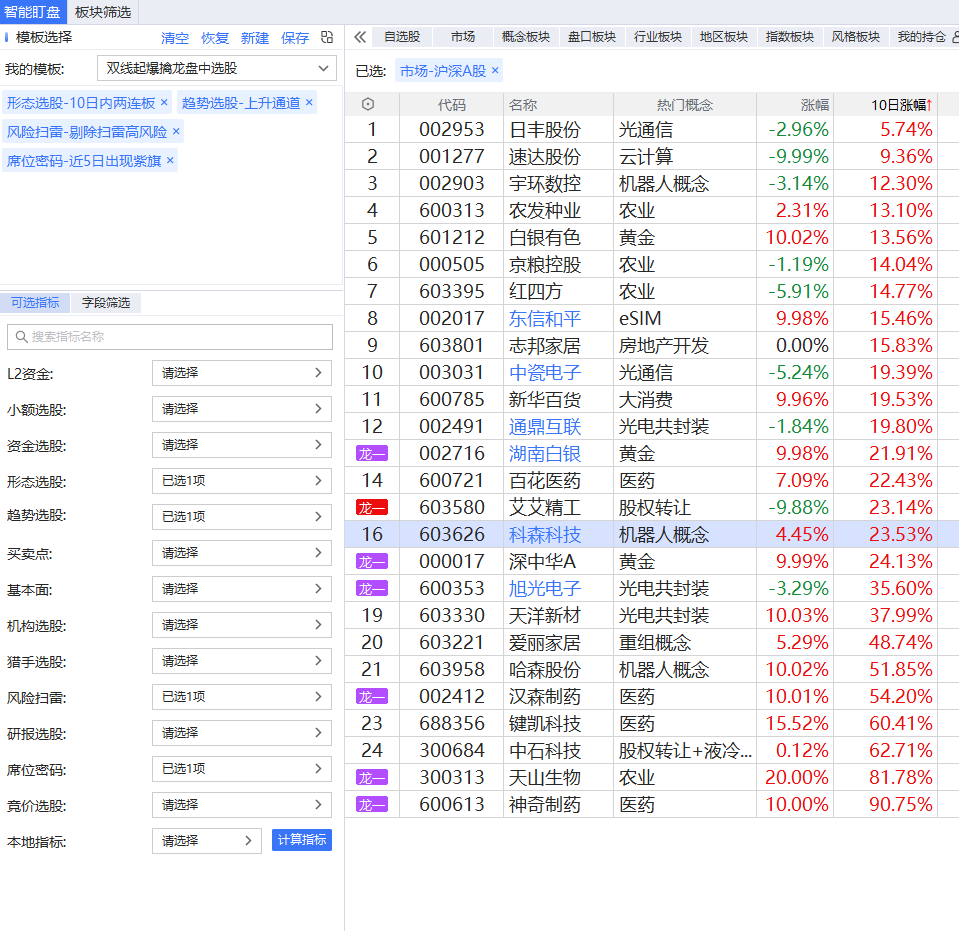 智能盯盘 板块筛选
模板选择 清空 恢复 新建 保存
我的模板: 双线起爆擒龙盘中选股
形态选股-10日内两连板 × 趋势选股-上升通道 ×
风险扫雷-剔除扫雷高风险 ×
席位密码-近5日出现紫旗 ×
可选指标 字段筛选
搜索指标名称
L2资金: 请选择
小额选股: 请选择
资金选股: 请选择
形态选股: 已选1项
趋势选股: 已选1项
买卖点: 请选择
基本面: 请选择
机构选股: 请选择
猎手选股: 请选择
风险扫雷: 已选1项
研报选股: 请选择
席位密码: 已选1项
竞价选股: 请选择
本地指标: 请选择 计算指标
自选股 市场 概念板块 盘口板块 行业板块 地区板块 指数板块 风格板块 我的持仓
已选: 市场-沪深A股 ×
代码 名称 热门概念 涨幅 10日涨幅↑
1 002953 日丰股份 光通信 -2.96% 5.74%
2 001277 速达股份 云计算 -9.99% 9.36%
3 002903 宇环数控 机器人概念 -3.14% 12.30%
4 600313 农发种业 农业 2.31% 13.10%
5 601212 白银有色 黄金 10.02% 13.56%
6 000505 京粮控股 农业 -1.19% 14.04%
7 603395 红四方 农业 -5.91% 14.77%
8 002017 东信和平 eSIM 9.98% 15.46%
9 603801 志邦家居 房地产开发 0.00% 15.83%
10 003031 中瓷电子 光通信 -5.24% 19.39%
11 600785 新华百货 大消费 9.96% 19.53%
12 002491 通鼎互联 光电共封装 -1.84% 19.80%
龙一 002716 湖南白银 黄金 9.98% 21.91%
14 600721 百花医药 医药 7.09% 22.43%
龙一 603580 艾艾精工 股权转让 -9.88% 23.14%
16 603626 科森科技 机器人概念 4.45% 23.53%
龙一 000017 深中华A 黄金 9.99% 24.13%
龙一 600353 旭光电子 光电共封装 -3.29% 35.60%
19 603330 天洋新材 光电共封装 10.03% 37.99%
20 603221 爱丽家居 重组概念 5.29% 48.74%
21 603958 哈森股份 机器人概念 10.02% 51.85%
龙一 002412 汉森制药 医药 10.01% 54.20%
23 688356 键凯科技 医药 15.52% 60.41%
24 300684 中石科技 股权转让+液冷... 0.12% 62.71%
龙一 300313 天山生物 农业 20.00% 81.78%
龙一 600613 神奇制药 医药 10.00% 90.75%